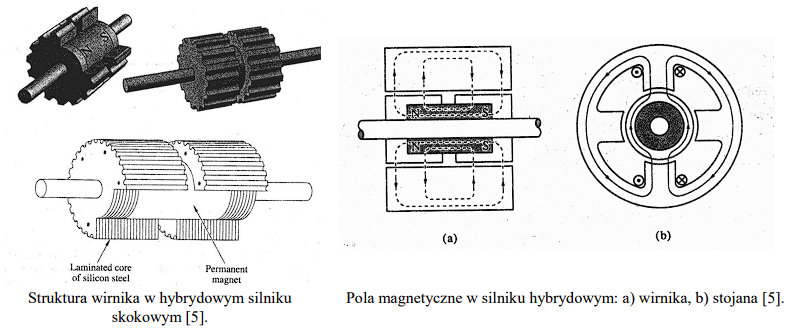 N S
Laminated core
of silicon steel
Permanent
magnet
Struktura wirnika w hybrydowym silniku
skokowym [5].
N S
N S
(a)
(b)
Pola magnetyczne w silniku hybrydowym: a) wirnika, b) stojana [5].